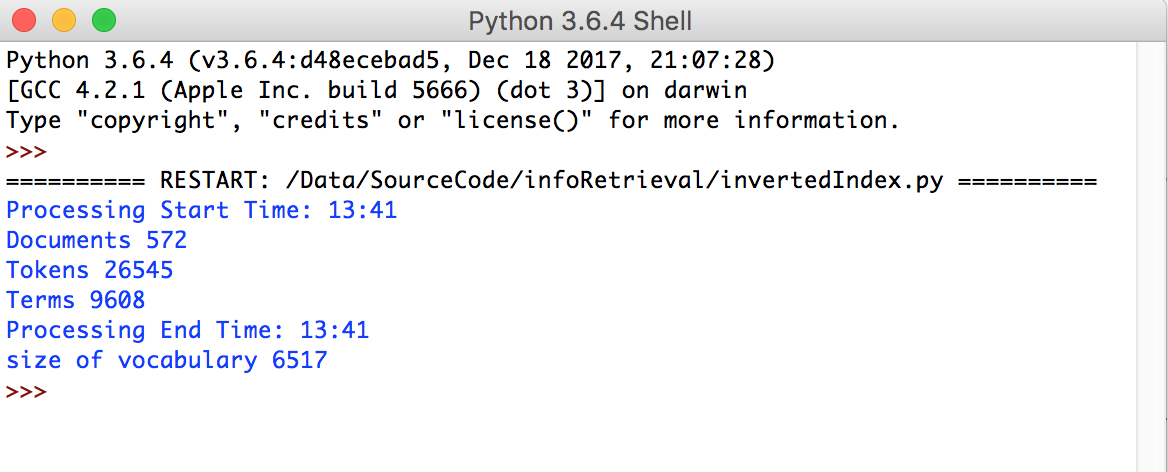 Python 3.6.4 Shell
Python 3.6.4 (v3.6.4:d48ecebad5, Dec 18 2017, 21:07:28)
[GCC 4.2.1 (Apple Inc. build 5666) (dot 3)] on darwin
Type "copyright", "credits" or "license()" for more information.
>>>
========== RESTART: /Data/SourceCode/infoRetrieval/invertedIndex.py ==========
Processing Start Time: 13:41
Documents 572
Tokens 26545
Terms 9608
Processing End Time: 13:41
size of vocabulary 6517
>>>